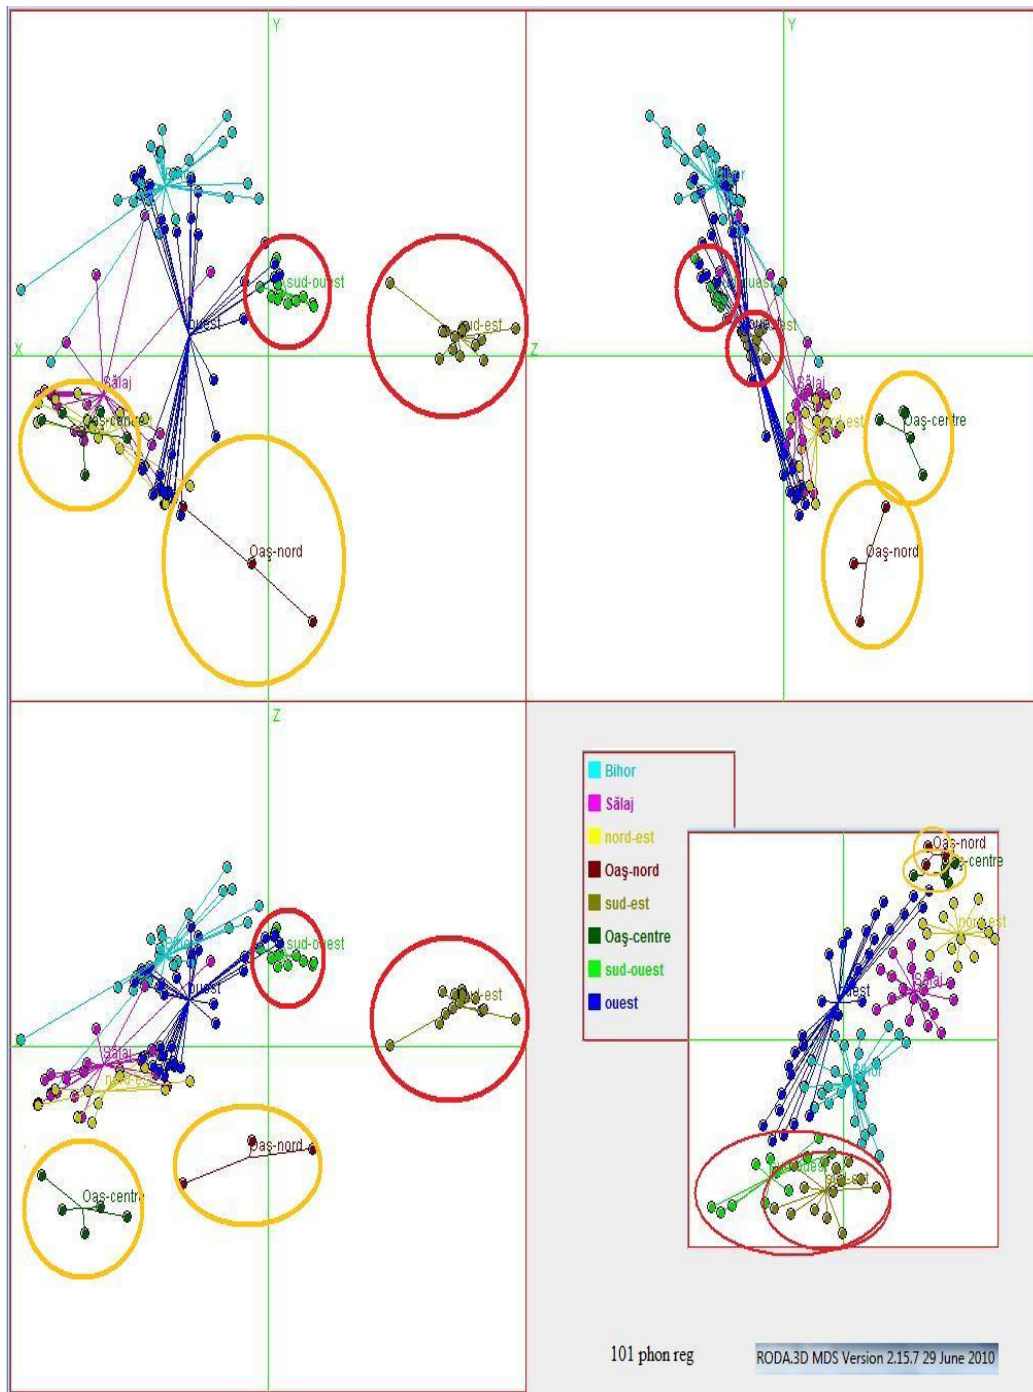 Y
Y
Bihor
sud-ouest
ouest
X
Z
Sălaj
Sălaj
nord-est
Oaş-centre
Oaş-centre
Oaş-nord
Oaş-nord
Z
Bihor
Sălaj
nord-est
Oaş-nord
sud-est
Oaş-centre
sud-ouest
ouest
Oaş-nord
Oaş-centre
nord-est
Sălaj
sud-ouest
sud-est
ouest
Sălaj
Oaş-nord
Oaş-centre
101 phon reg
RODA.3D MDS Version 2.15.7 29 June 2010